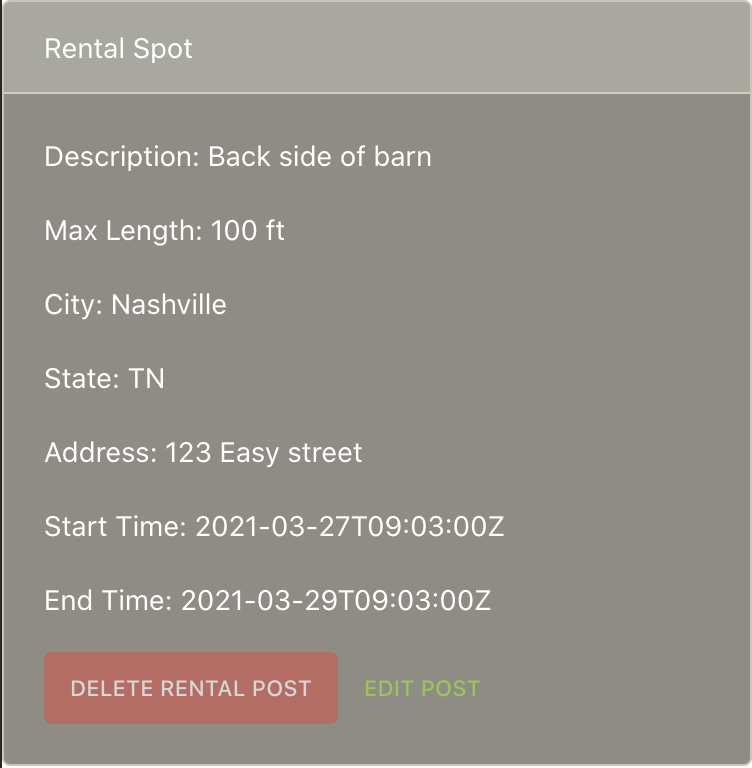 Rental Spot
Description: Back side of barn
Max Length: 100 ft
City: Nashville
State: TN
Address: 123 Easy street
Start Time: 2021-03-27T09:03:00Z
End Time: 2021-03-29T09:03:00Z
DELETE RENTAL POST EDIT POST